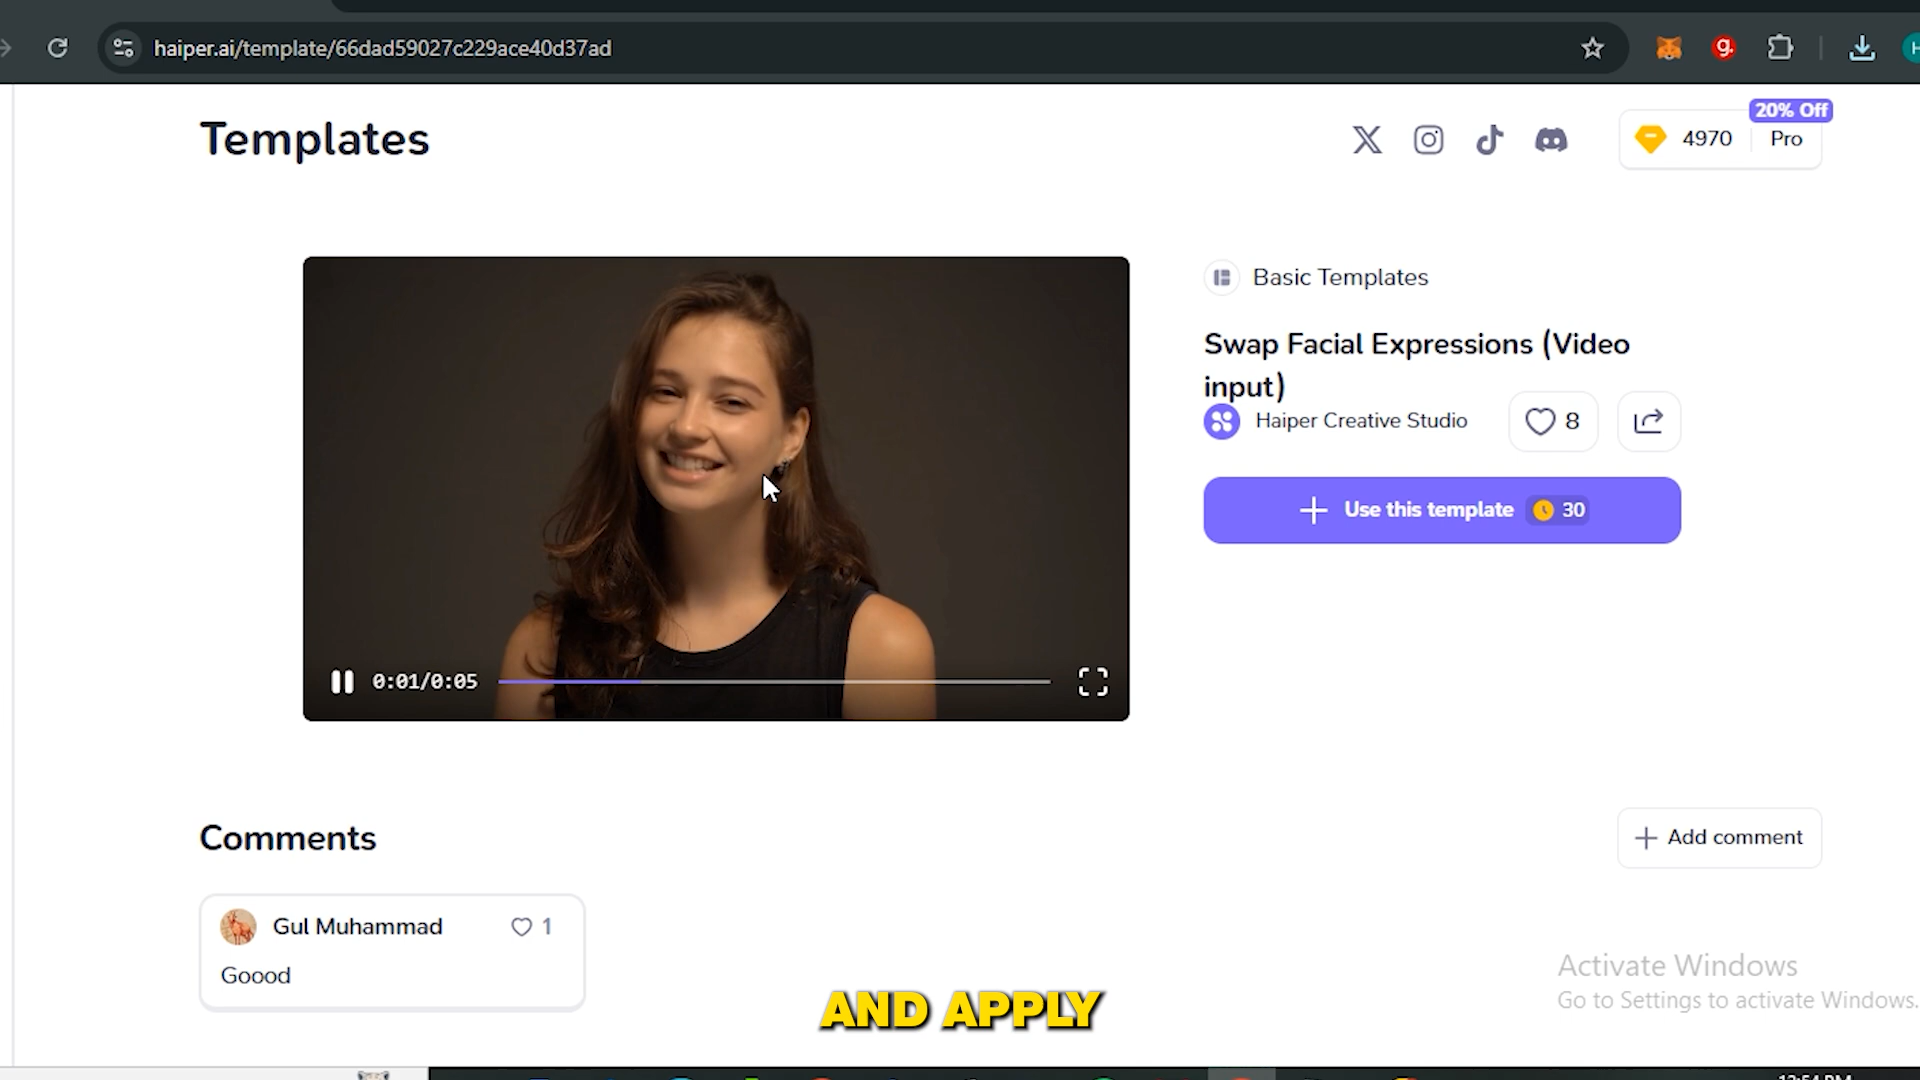 haiper.ai/template/66dad59027c229ace40d37ad
Templates
20% Off
4970
Pro
Basic Templates
Swap Facial Expressions (Video
input)
Haiper Creative Studio
8
Use this template
30
0:01/0:05
Comments
Add comment
Gul Muhammad
1
Goood
Activate Windows
Go to Settings to activate Windows.
AND APPLY